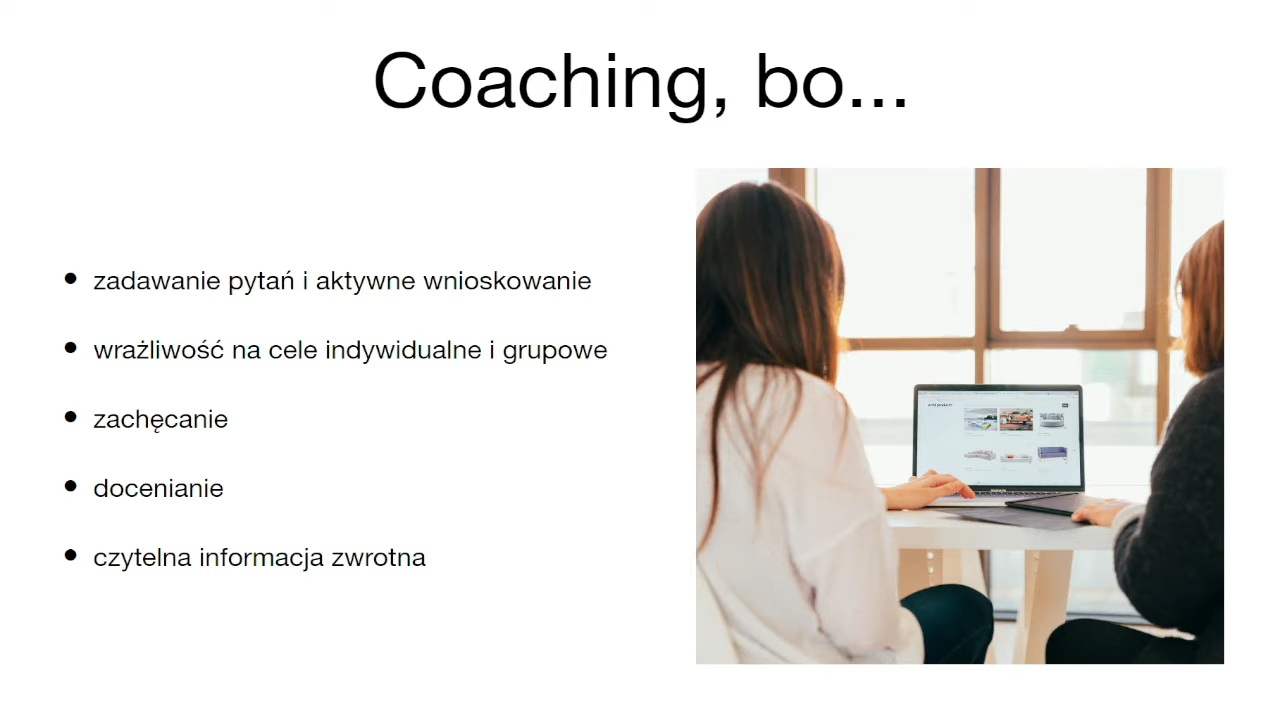 Coaching, bo...
zadawanie pytań i aktywne wnioskowanie
wrażliwość na cele indywidualne i grupowe
zachęcanie
docenianie
czytelna informacja zwrotna